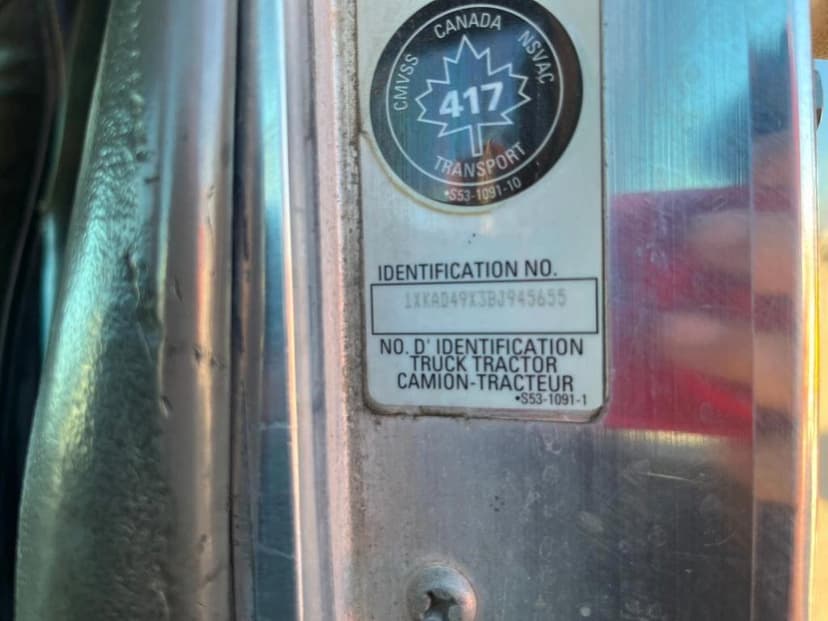 CANADA
CMVSS
NSVAC
417
TRANSPORT
•S53-1091-10
IDENTIFICATION NO.
1XKAD49X3BJ945655
NO. D' IDENTIFICATION
TRUCK TRACTOR
CAMION-TRACTEUR
•S53-1091-1